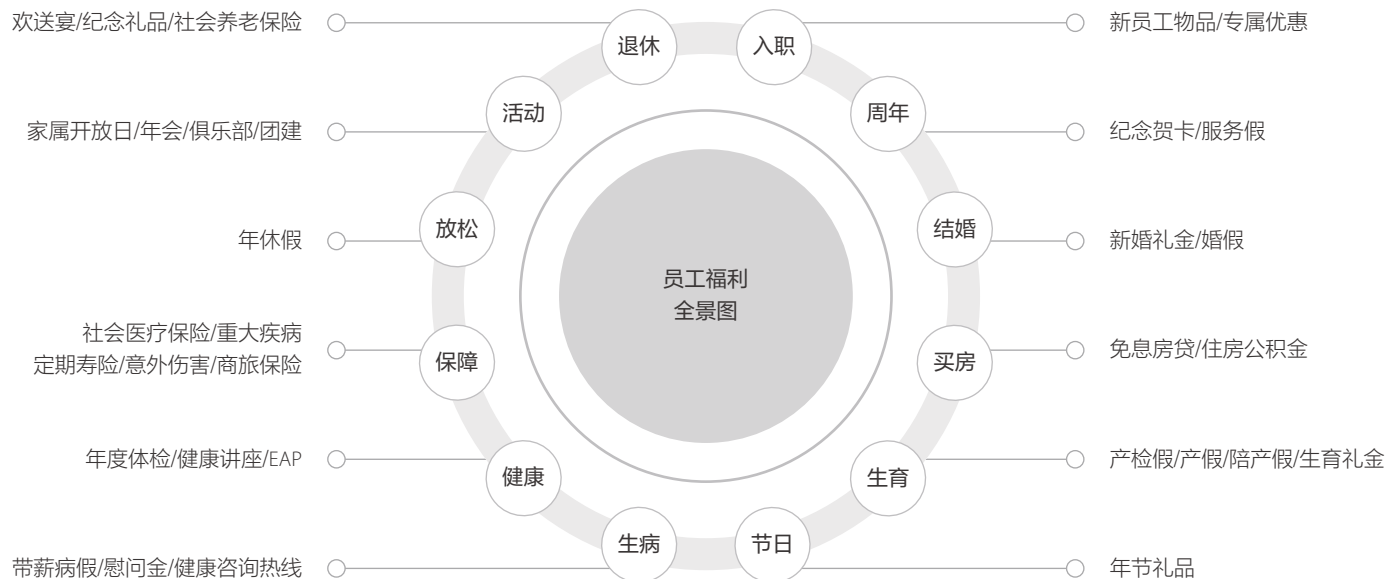 欢送宴/纪念礼品/社会养老保险
退休
入职
新员工物品/专属优惠
家属开放日/年会/俱乐部/团建
活动
周年
纪念贺卡/服务假
年休假
放松
结婚
新婚礼金/婚假
员工福利
全景图
社会医疗保险/重大疾病
定期寿险/意外伤害/商旅保险
保障
买房
免息房贷/住房公积金
年度体检/健康讲座/EAP
健康
生育
产检假/产假/陪产假/生育礼金
带薪病假/慰问金/健康咨询热线
生病
节日
年节礼品